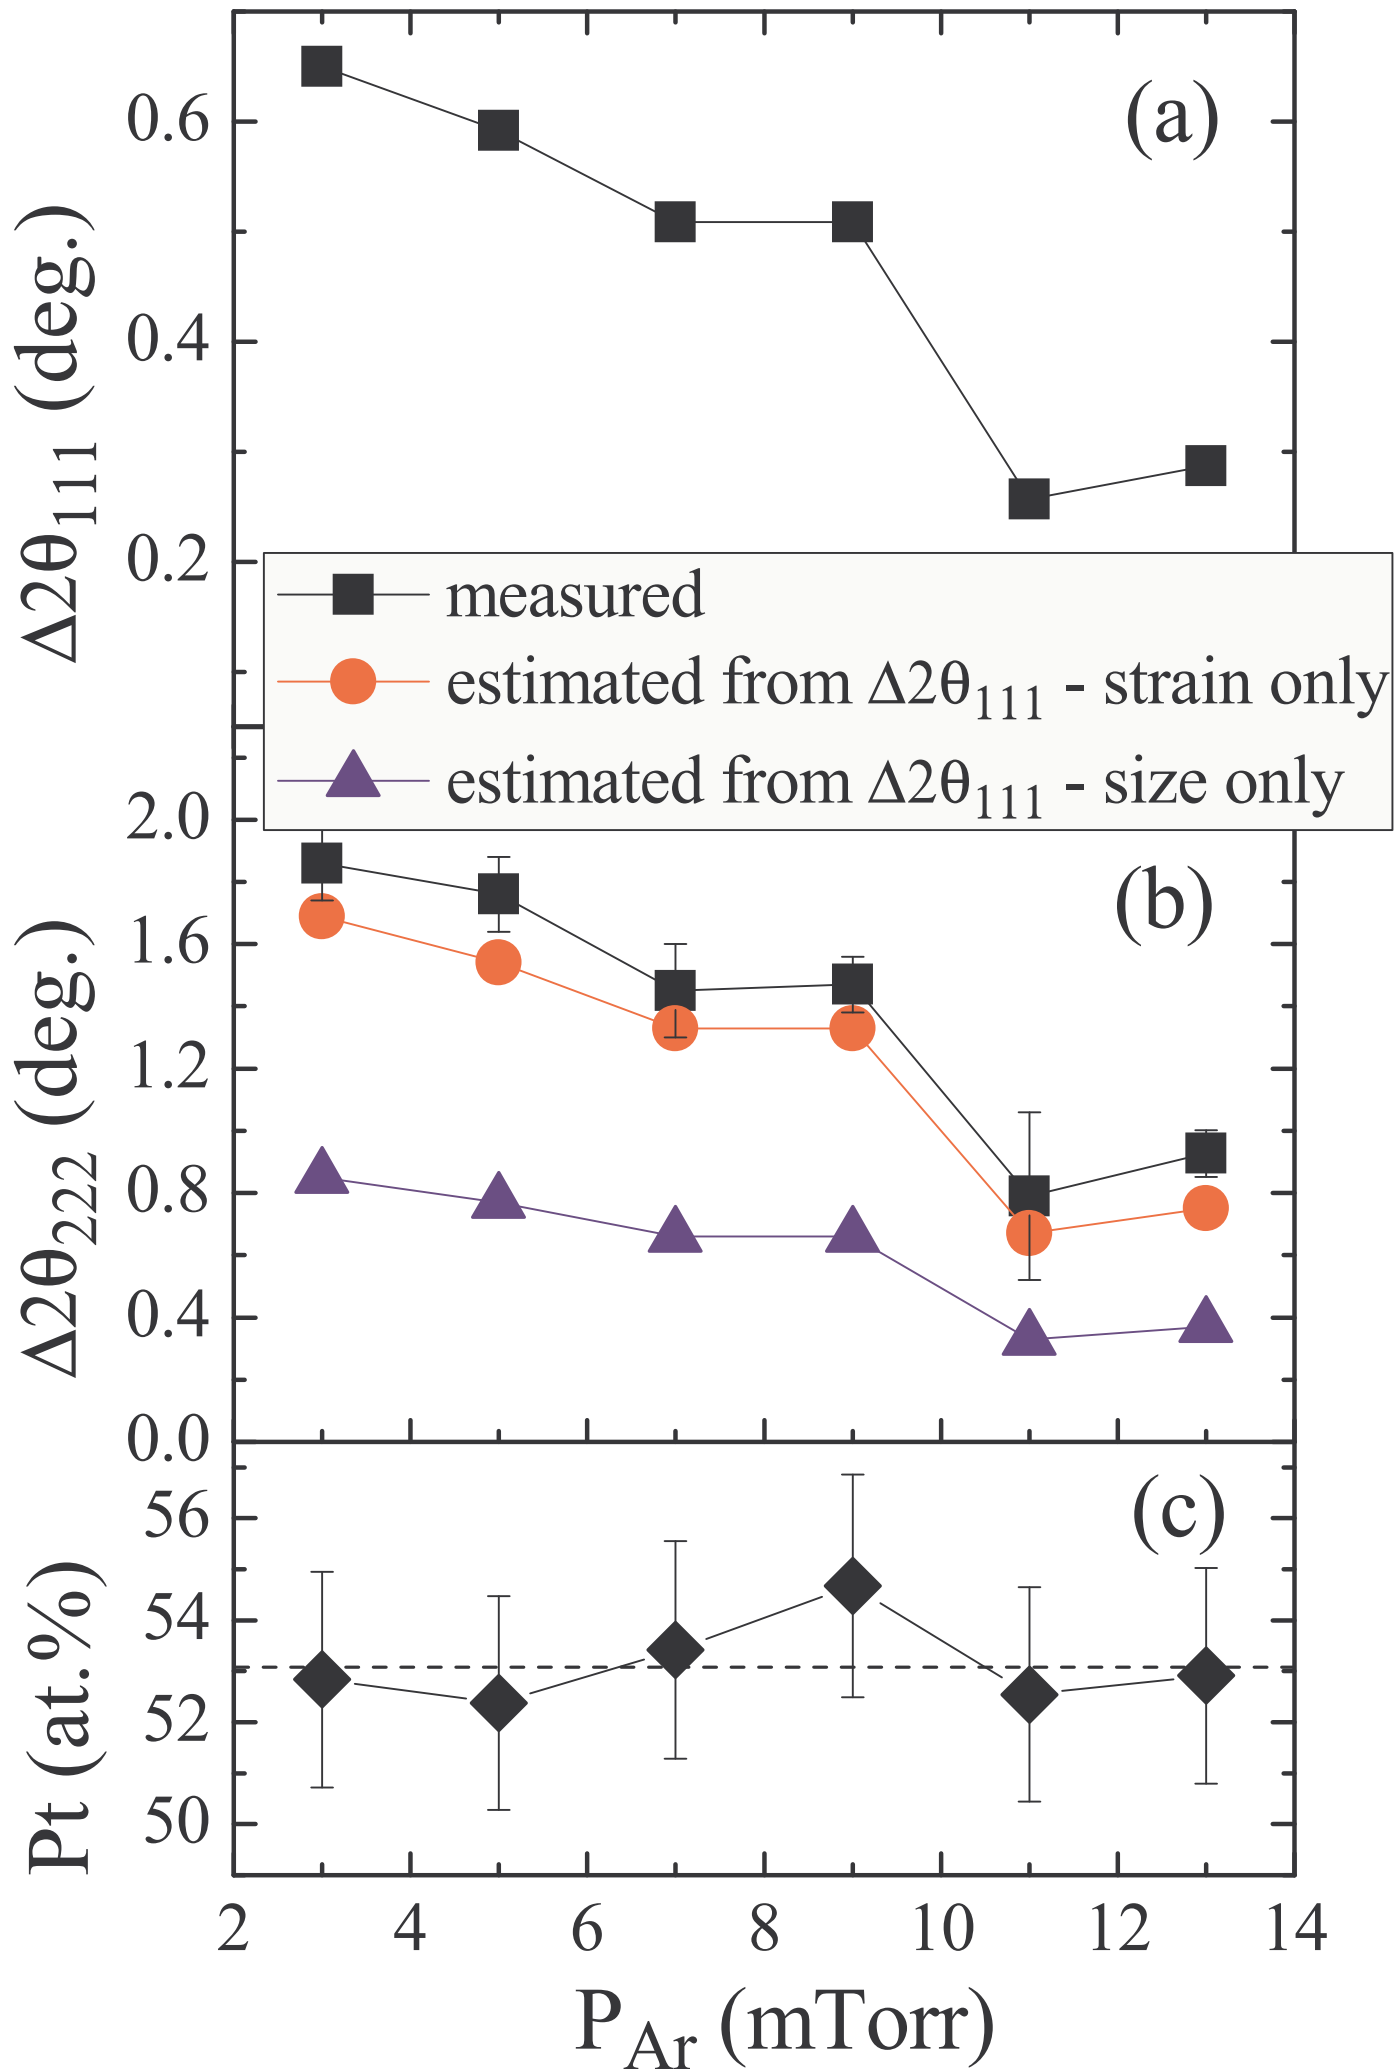 (a)
0.6
0.4
0.2
Δ2θ111 (deg.)
measured
estimated from Δ2θ111 - strain only
estimated from Δ2θ111 - size only
(b)
2.0
1.6
1.2
0.8
0.4
0.0
Δ2θ222 (deg.)
(c)
56
54
52
50
Pt (at.%)
2 4 6 8 10 12 14
PAr (mTorr)